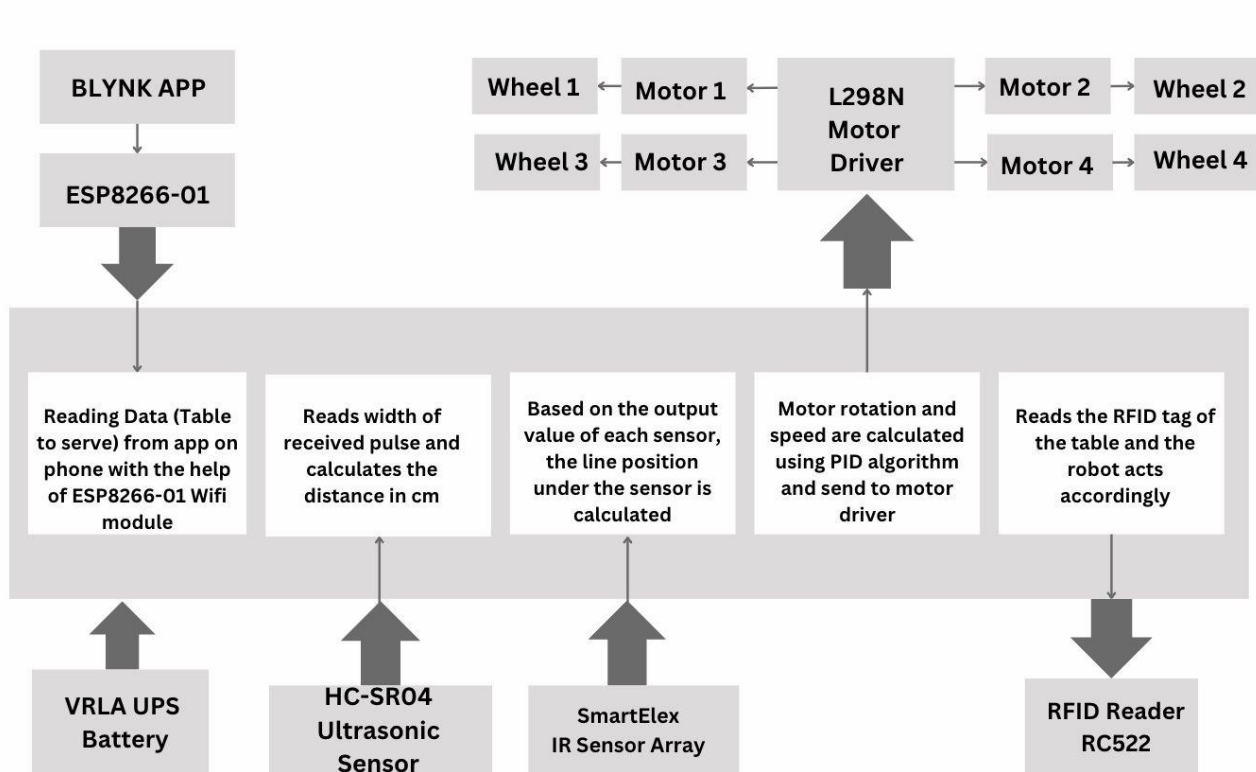 BLYNK APP
ESP8266-01
Wheel 1
Motor 1
L298N
Motor
Driver
Motor 2
Wheel 2
Wheel 3
Motor 3
Motor 4
Wheel 4
Reading Data (Table
to serve) from app on
phone with the help
of ESP8266-01 Wifi
module
Reads width of
received pulse and
calculates the
distance in cm
Based on the output
value of each sensor,
the line position
under the sensor is
calculated
Motor rotation and
speed are calculated
using PID algorithm
and send to motor
driver
Reads the RFID tag of
the table and the
robot acts
accordingly
VRLA UPS
Battery
HC-SR04
Ultrasonic
Sensor
SmartElex
IR Sensor Array
RFID Reader
RC522